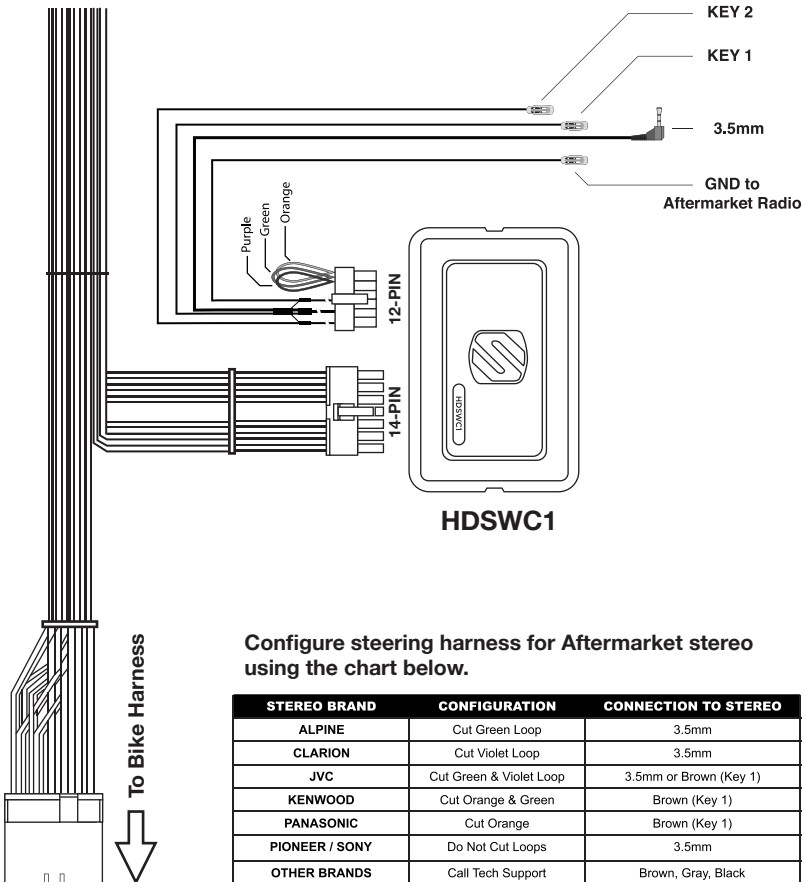 KEY 2
KEY 1
3.5mm
GND to
Aftermarket Radio
Purple
Green
Orange
12-PIN
14-PIN
HDSWC1
HDSWC1
To Bike Harness
Configure steering harness for Aftermarket stereo
using the chart below.
STEREO BRAND CONFIGURATION CONNECTION TO STEREO
ALPINE Cut Green Loop 3.5mm
CLARION Cut Violet Loop 3.5mm
JVC Cut Green & Violet Loop 3.5mm or Brown (Key 1)
KENWOOD Cut Orange & Green Brown (Key 1)
PANASONIC Cut Orange Brown (Key 1)
PIONEER / SONY Do Not Cut Loops 3.5mm
OTHER BRANDS Call Tech Support Brown, Gray, Black